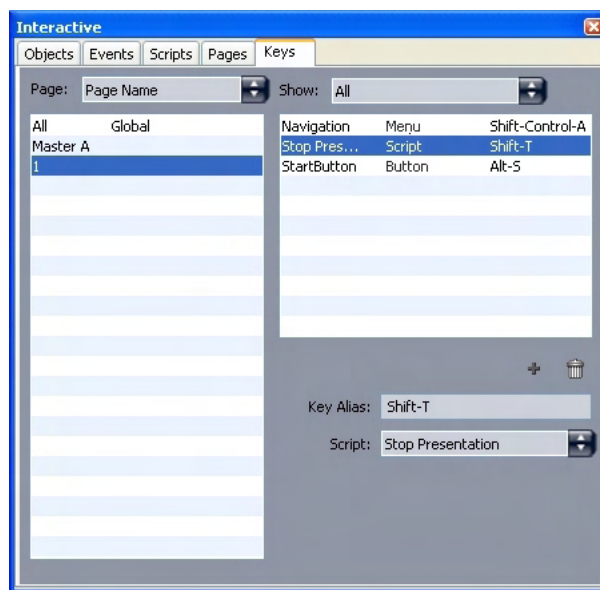 Interactive
Objects Events Scripts Pages Keys
Page: Page Name Show: All
All Global
Master A
1
Navigation Menu Shift-Control-A
Stop Pres... Script Shift-T
StartButton Button Alt-S
Key Alias: Shift-T
Script: Stop Presentation